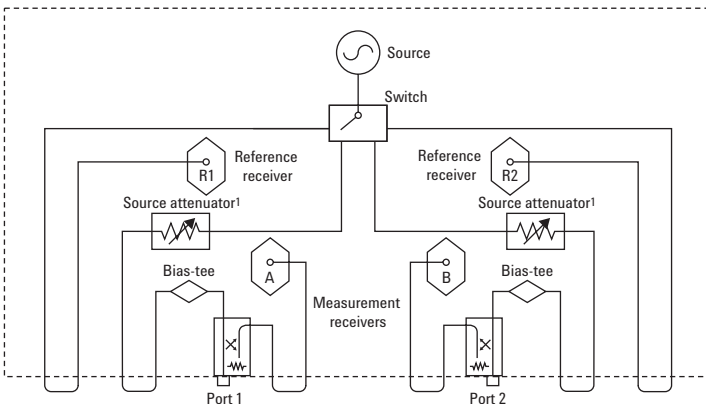 Source
Switch
Reference
receiver
R1
Reference
receiver
R2
Source attenuator¹
Source attenuator¹
A
B
Bias-tee
Bias-tee
Measurement
receivers
Port 1
Port 2